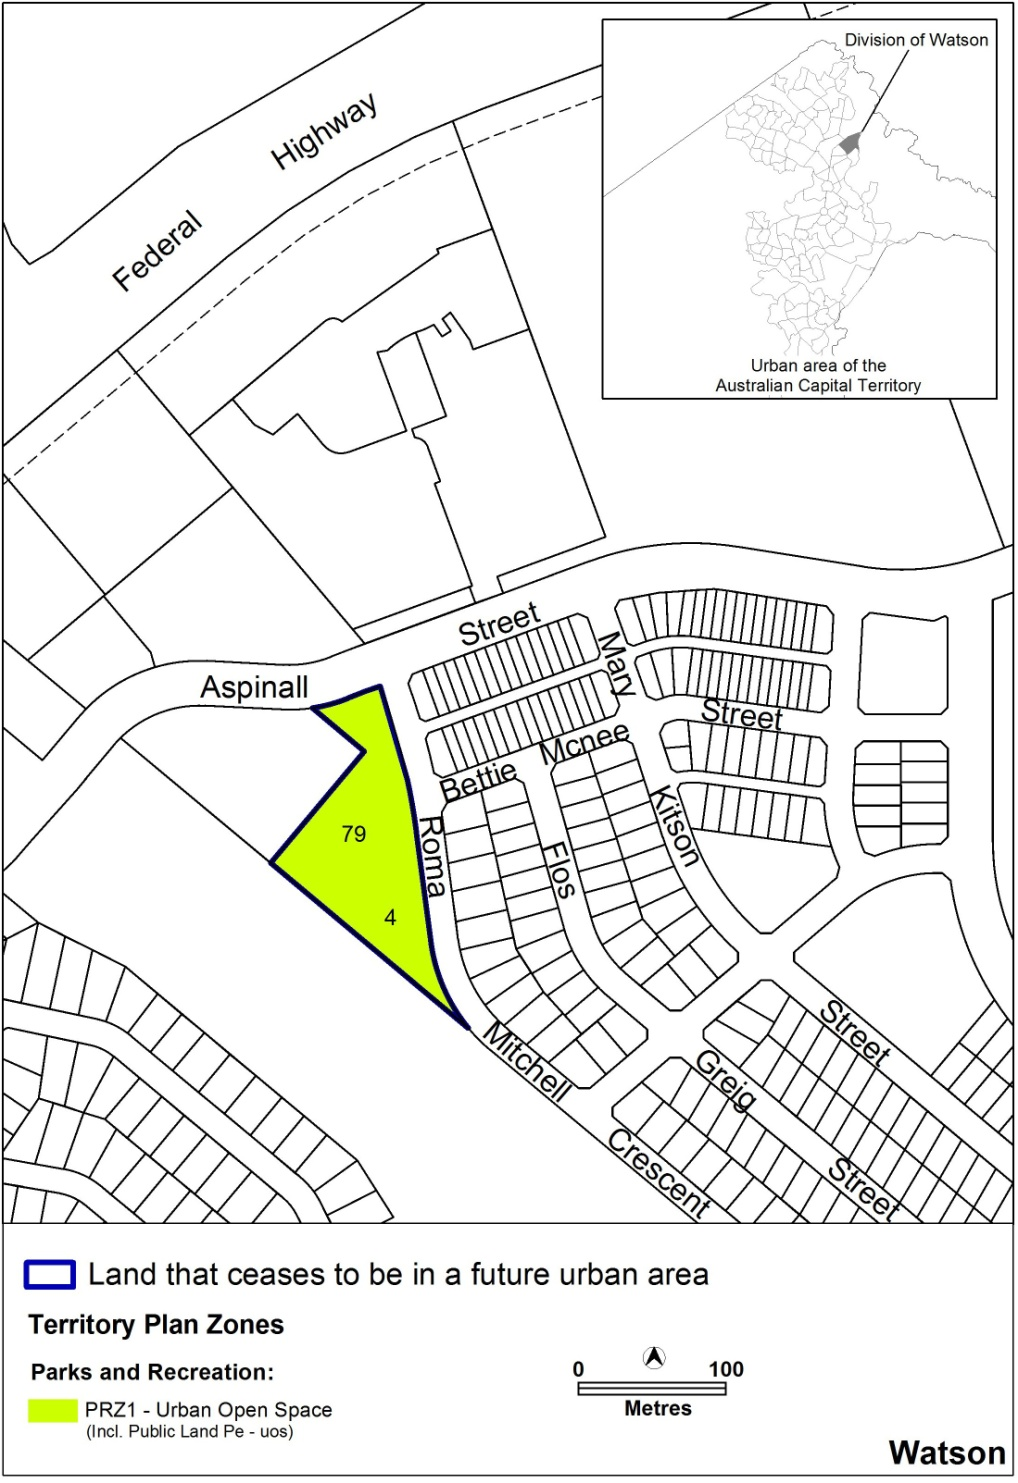 Division of Watson
Urban area of the
Australian Capital Territory
Federal
Highway
Street
Aspinall
Mary
Street
Bettie
Mcnee
Kitson
Roma
Flos
79
4
Mitchell
Crescent
Greig
Street
Street
Land that ceases to be in a future urban area
Territory Plan Zones
Parks and Recreation:
PRZ1 - Urban Open Space
(Incl. Public Land Pe - uos)
0 100
Metres
Watson